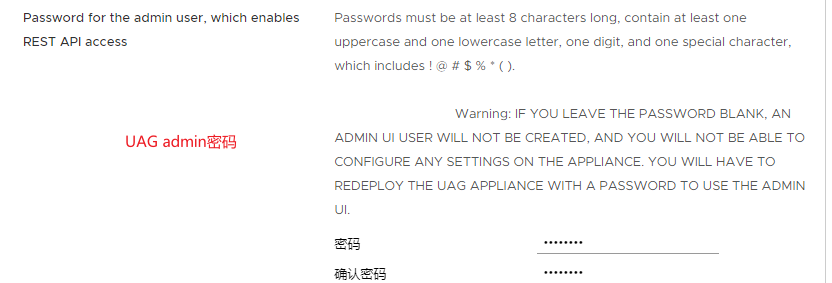 Password for the admin user, which enables
REST API access
Passwords must be at least 8 characters long, contain at least one
uppercase and one lowercase letter, one digit, and one special character,
which includes ! @ # $ % * ( ).
Warning: IF YOU LEAVE THE PASSWORD BLANK, AN
ADMIN UI USER WILL NOT BE CREATED, AND YOU WILL NOT BE ABLE TO
CONFIGURE ANY SETTINGS ON THE APPLIANCE. YOU WILL HAVE TO
REDEPLOY THE UAG APPLIANCE WITH A PASSWORD TO USE THE ADMIN
UI.
UAG admin密码
密码 ••••••••
确认密码 ••••••••